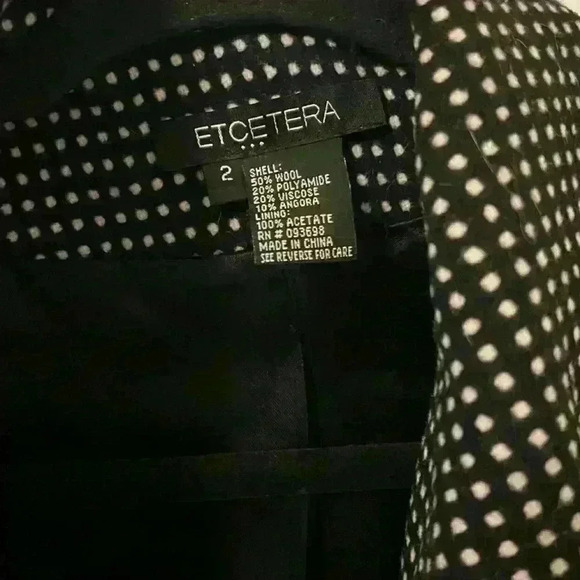 ETCETERA
2
SHELL:
50% WOOL
20% POLYAMIDE
20% VISCOSE
10% ANGORA
LINING:
100% ACETATE
RN # 093698
MADE IN CHINA
SEE REVERSE FOR CARE